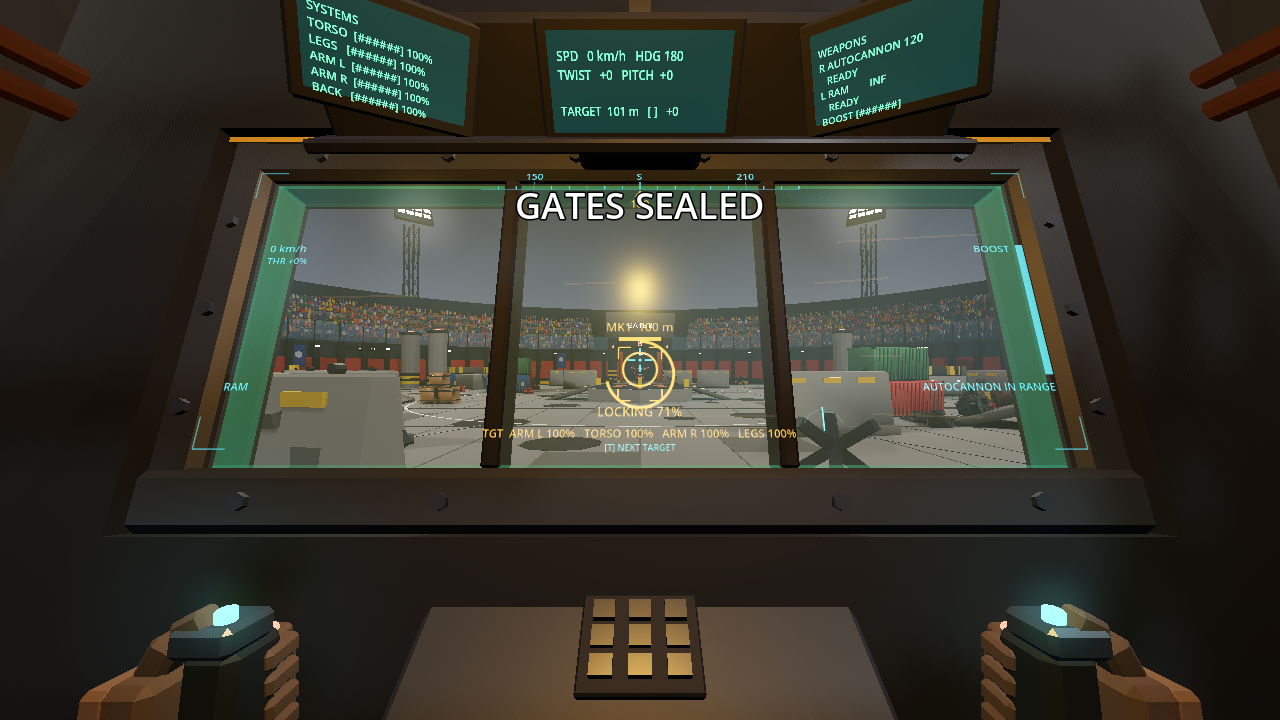 SYSTEMS
TORSO [######] 100%
LEGS [######] 100%
ARM L [######] 100%
ARM R [######] 100%
BACK [######] 100%
SPD 0 km/h HDG 180
TWIST +0 PITCH +0
TARGET 101 m [ ] +0
WEAPONS
R AUTOCANNON 120
READY
L RAM INF
READY
BOOST [######]
150 S 210
GATES SEALED
0 km/h
THR +0%
BOOST
RAM
AUTOCANNON IN RANGE
LOCKING 71%
TGT ARM L 100% TORSO 100% ARM R 100% LEGS 100%
[T] NEXT TARGET